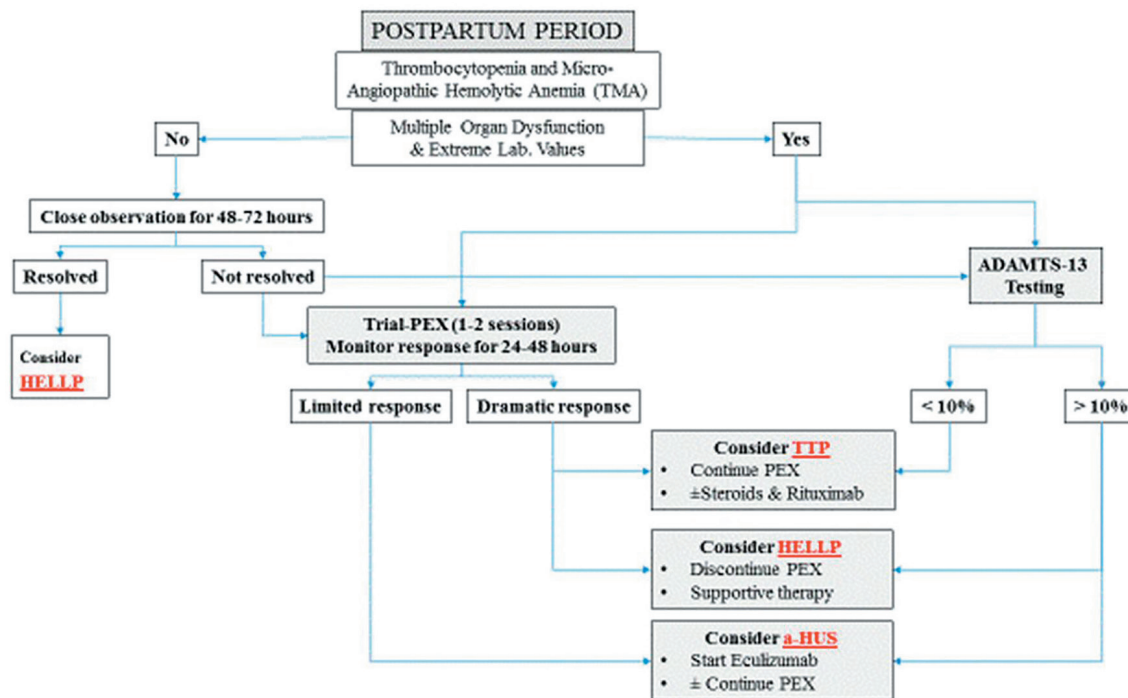 POSTPARTUM PERIOD
Thrombocytopenia and Micro-
Angiopathic Hemolytic Anemia (TMA)
Multiple Organ Dysfunction
& Extreme Lab. Values
No
Yes
Close observation for 48-72 hours
Resolved
Not resolved
ADAMTS-13
Testing
Trial-PEX (1-2 sessions)
Monitor response for 24-48 hours
Consider
HELLP
Limited response
Dramatic response
< 10%
> 10%
Consider TTP
• Continue PEX
• ±Steroids & Rituximab
Consider HELLP
• Discontinue PEX
• Supportive therapy
Consider a-HUS
• Start Eculizumab
• ± Continue PEX